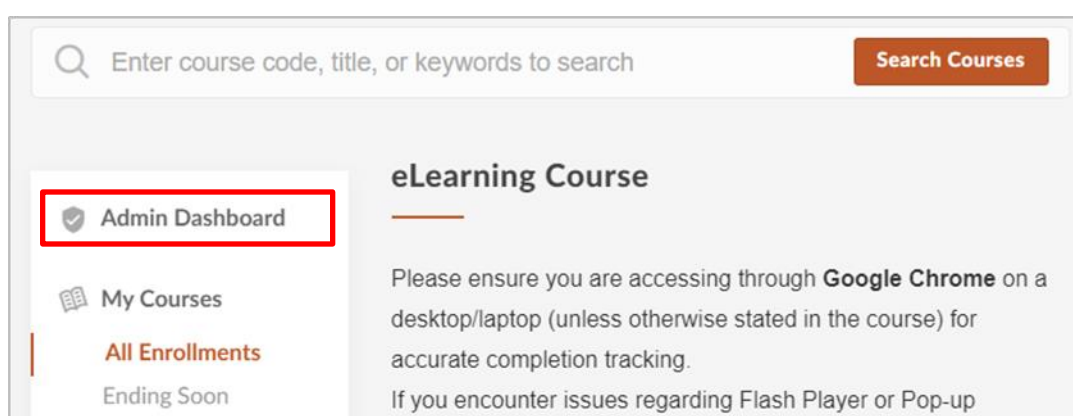 Enter course code, title, or keywords to search
Search Courses
Admin Dashboard
My Courses
All Enrollments
Ending Soon
eLearning Course
Please ensure you are accessing through Google Chrome on a
desktop/laptop (unless otherwise stated in the course) for
accurate completion tracking.
If you encounter issues regarding Flash Player or Pop-up